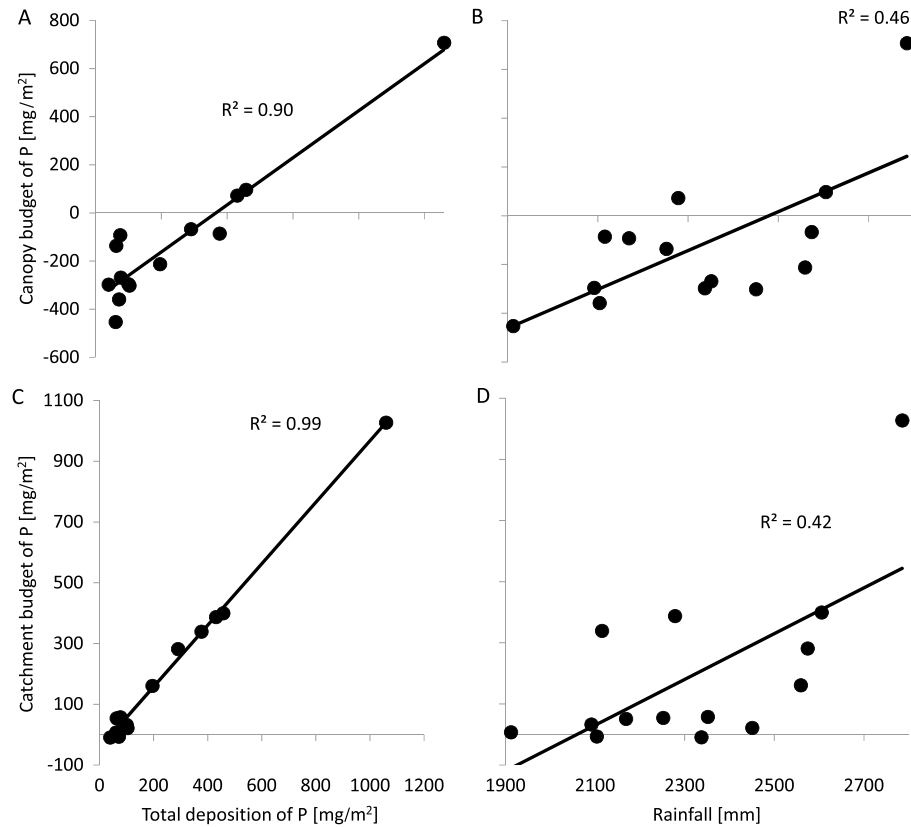 A
B
R² = 0.46
800
600
400
200
0
-200
-400
-600
Canopy budget of P [mg/m²]
R² = 0.90
C
D
1100
900
700
500
300
100
-100
Catchment budget of P [mg/m²]
R² = 0.99
R² = 0.42
0 200 400 600 800 1000 1200
Total deposition of P [mg/m²]
1900 2100 2300 2500 2700
Rainfall [mm]